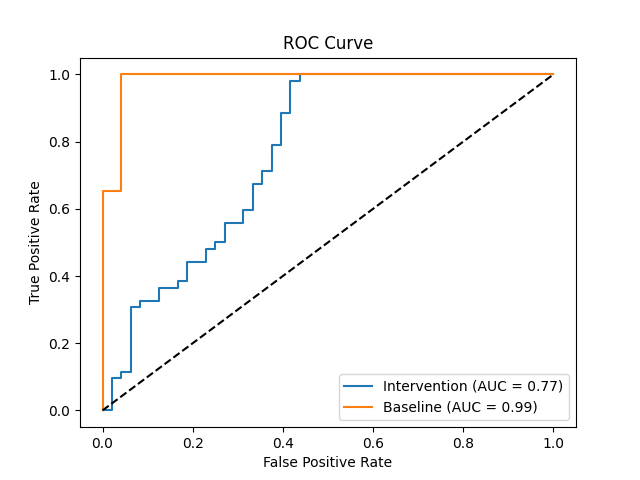 ROC Curve
True Positive Rate
1.0
0.8
0.6
0.4
0.2
0.0
Intervention (AUC = 0.77)
Baseline (AUC = 0.99)
0.0 0.2 0.4 0.6 0.8 1.0
False Positive Rate